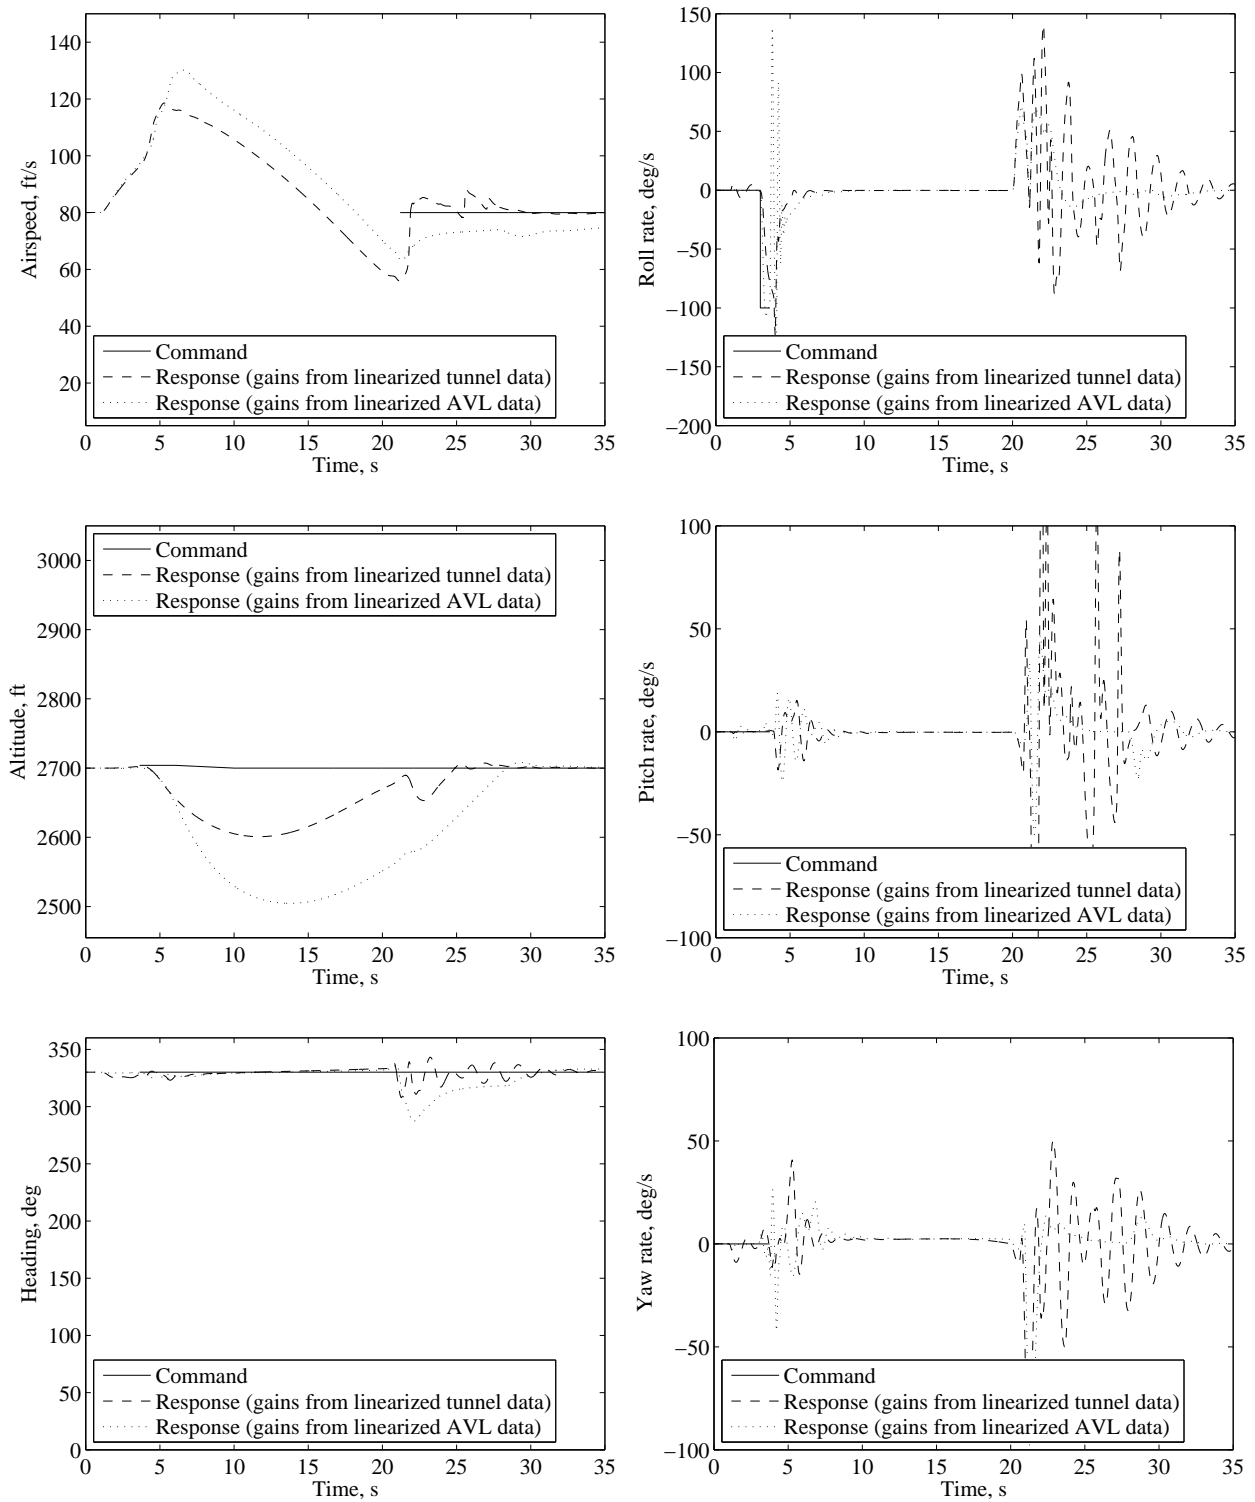 140
120
100
80
60
40
20
Airspeed, ft/s
Command
Response (gains from linearized tunnel data)
Response (gains from linearized AVL data)
0 5 10 15 20 25 30 35
Time, s
150
100
50
0
−50
−100
−150
−200
Roll rate, deg/s
Command
Response (gains from linearized tunnel data)
Response (gains from linearized AVL data)
0 5 10 15 20 25 30 35
Time, s
3000
2900
2800
2700
2600
2500
Altitude, ft
Command
Response (gains from linearized tunnel data)
Response (gains from linearized AVL data)
0 5 10 15 20 25 30 35
Time, s
100
50
0
−50
−100
Pitch rate, deg/s
Command
Response (gains from linearized tunnel data)
Response (gains from linearized AVL data)
0 5 10 15 20 25 30 35
Time, s
350
300
250
200
150
100
50
0
Heading, deg
Command
Response (gains from linearized tunnel data)
Response (gains from linearized AVL data)
0 5 10 15 20 25 30 35
Time, s
100
50
0
−50
−100
Yaw rate, deg/s
Command
Response (gains from linearized tunnel data)
Response (gains from linearized AVL data)
0 5 10 15 20 25 30 35
Time, s